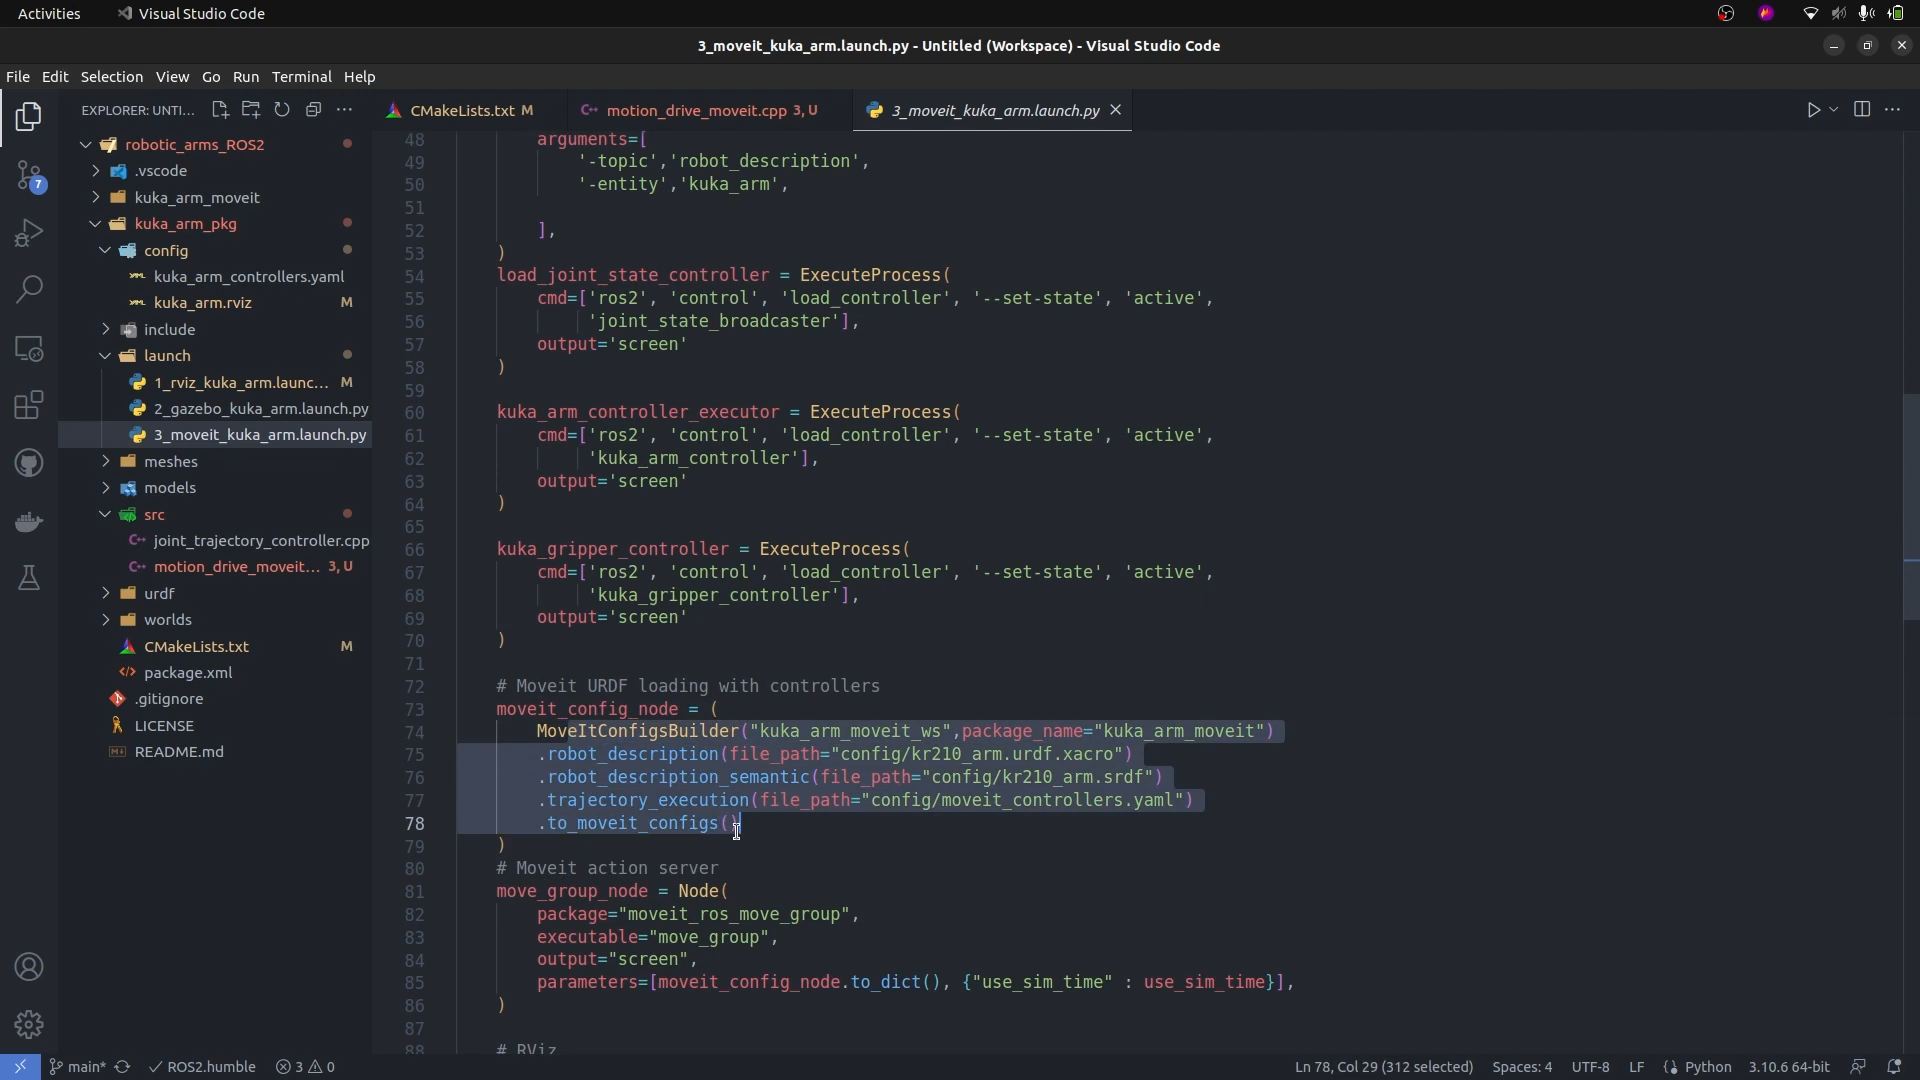 Activities Visual Studio Code
3_moveit_kuka_arm.launch.py - Untitled (Workspace) - Visual Studio Code
File Edit Selection View Go Run Terminal Help
EXPLORER: UNTI...
CMakeLists.txt M
motion_drive_moveit.cpp 3, U
3_moveit_kuka_arm.launch.py
robotic_arms_ROS2
.vscode
kuka_arm_moveit
kuka_arm_pkg
config
kuka_arm_controllers.yaml
kuka_arm.rviz M
include
launch
1_rviz_kuka_arm.launc... M
2_gazebo_kuka_arm.launch.py
3_moveit_kuka_arm.launch.py
meshes
models
src
joint_trajectory_controller.cpp
motion_drive_moveit... 3, U
urdf
worlds
CMakeLists.txt M
package.xml
.gitignore
LICENSE
README.md
7
48 arguments=[
49 '-topic','robot_description',
50 '-entity','kuka_arm',
51
52 ],
53 )
54 load_joint_state_controller = ExecuteProcess(
55 cmd=['ros2', 'control', 'load_controller', '--set-state', 'active',
56 'joint_state_broadcaster'],
57 output='screen'
58 )
59
60 kuka_arm_controller_executor = ExecuteProcess(
61 cmd=['ros2', 'control', 'load_controller', '--set-state', 'active',
62 'kuka_arm_controller'],
63 output='screen'
64 )
65
66 kuka_gripper_controller = ExecuteProcess(
67 cmd=['ros2', 'control', 'load_controller', '--set-state', 'active',
68 'kuka_gripper_controller'],
69 output='screen'
70 )
71
72 # Moveit URDF loading with controllers
73 moveit_config_node = (
74 MoveItConfigsBuilder("kuka_arm_moveit_ws",package_name="kuka_arm_moveit")
75 .robot_description(file_path="config/kr210_arm.urdf.xacro")
76 .robot_description_semantic(file_path="config/kr210_arm.srdf")
77 .trajectory_execution(file_path="config/moveit_controllers.yaml")
78 .to_moveit_configs()
79 )
80 # Moveit action server
81 move_group_node = Node(
82 package="moveit_ros_move_group",
83 executable="move_group",
84 output="screen",
85 parameters=[moveit_config_node.to_dict(), {"use_sim_time" : use_sim_time}],
86 )
87
88 # RViz
main* ROS2.humble 3 0 Ln 78, Col 29 (312 selected) Spaces: 4 UTF-8 LF Python 3.10.6 64-bit